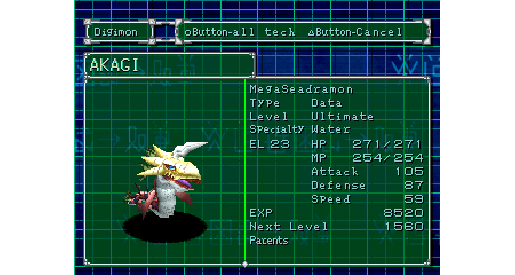 Digimon
○Button-all tech △Button-Cancel
AKAGI
MegaSeadramon
Type Data
Level Ultimate
Specialty Water
EL 23 HP 271/271
MP 254/254
Attack 105
Defense 87
Speed 59
EXP 8520
Next Level 1560
Parents